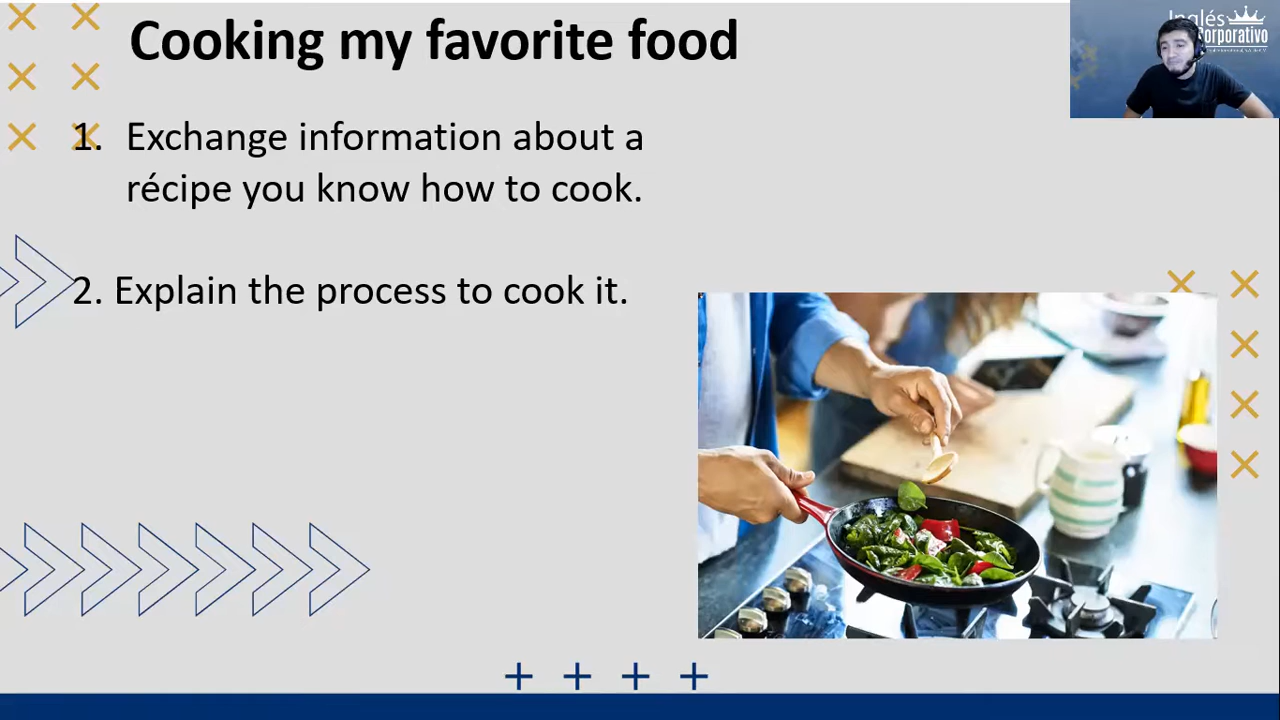 Cooking my favorite food
Inglés
Corporativo
1. Exchange information about a
récipe you know how to cook.
2. Explain the process to cook it.